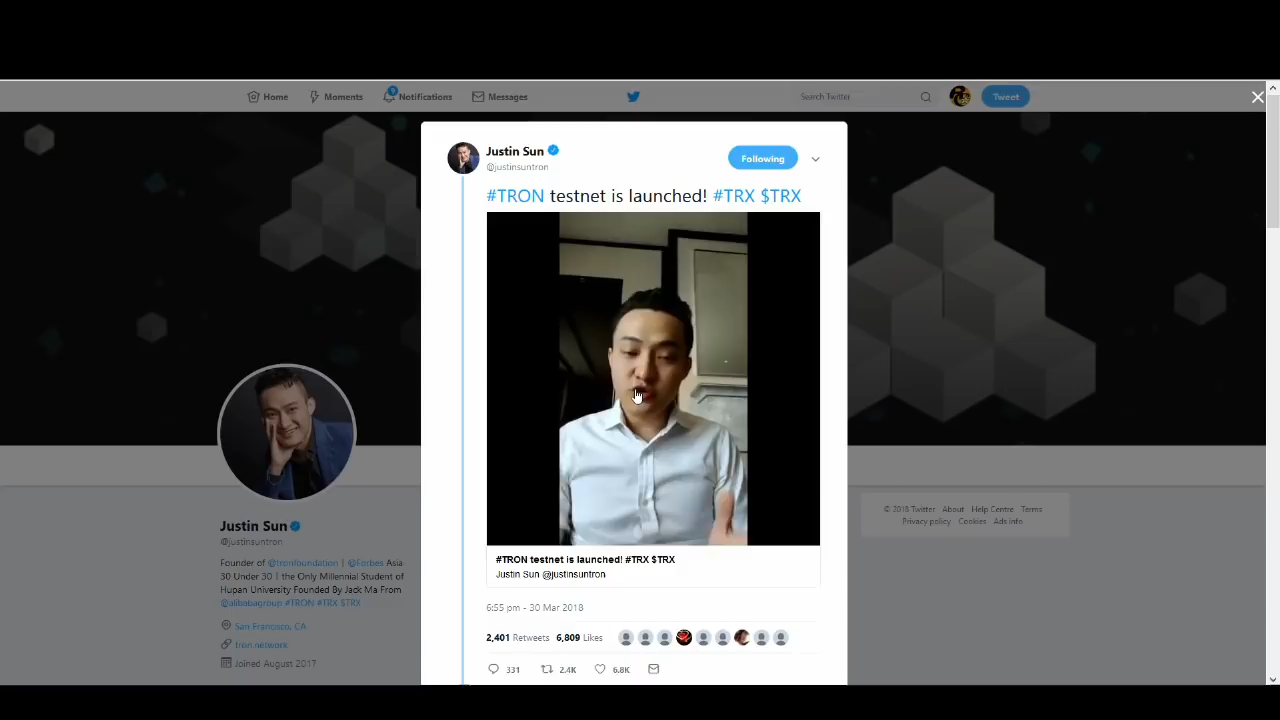 Home
Moments
9
Notifications
Messages
Search Twitter
Tweet
Justin Sun
@justinsuntron
Following
#TRON testnet is launched! #TRX $TRX
#TRON testnet is launched! #TRX $TRX
Justin Sun @justinsuntron
6:55 pm - 30 Mar 2018
2,401 Retweets 6,809 Likes
331
2.4K
6.8K
Justin Sun
@justinsuntron
Founder of @tronfoundation | @Forbes Asia
30 Under 30 | the Only Millennial Student of
Hupan University Founded By Jack Ma From
@alibabagroup #TRON #TRX $TRX
San Francisco, CA
tron.network
Joined August 2017
© 2018 Twitter About Help Centre Terms
Privacy policy Cookies Ads info